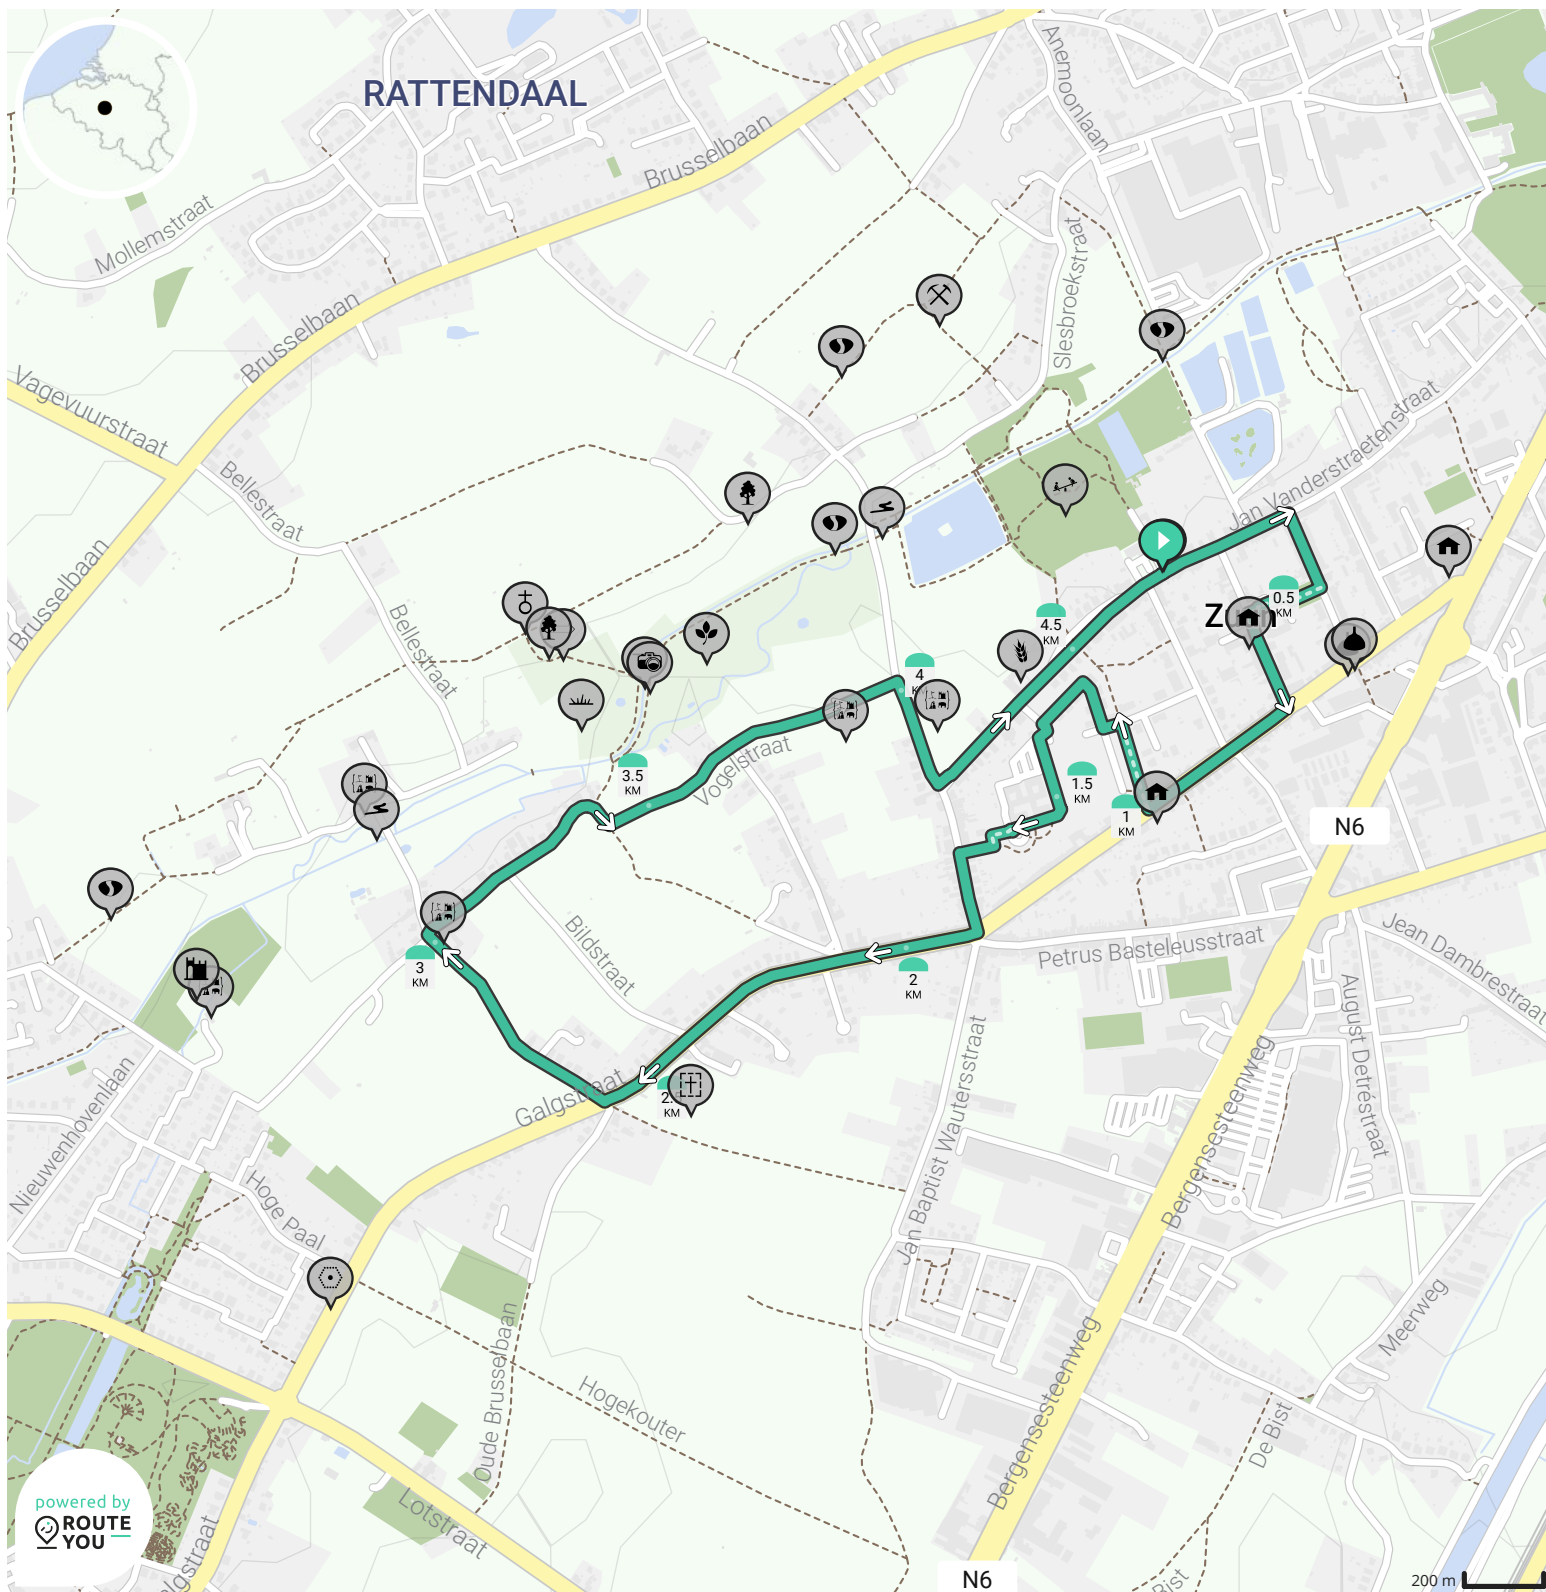 RATTENDAAL
Anemoonlaan
Brusselbaan
Mollemstraat
Slesbroekstraat
Brusselbaan
Vagevuurstraat
Jan Vanderstraetenstraat
Bellestraat
Brusselbaan
0.5
KM
Bellestraat
4.5
KM
4
3.5
KM
Vogelstraat
1.5
KM
1
KM
N6
Bildstraat
Petrus Basteleusstraat
Jean Dambrestraat
3
KM
2
KM
August Detréstraat
Galgstraat
KM
Jan Baptist Wautersstraat
Bergensesteenweg
Nieuwenhovenlaan
Hoge Paal
Meerweg
Oude Brusselbaan
Hogekouter
Bergensesteenweg
De Bist
Lotstraat
powered by
ROUTE
YOU
N6
Bist
200 m